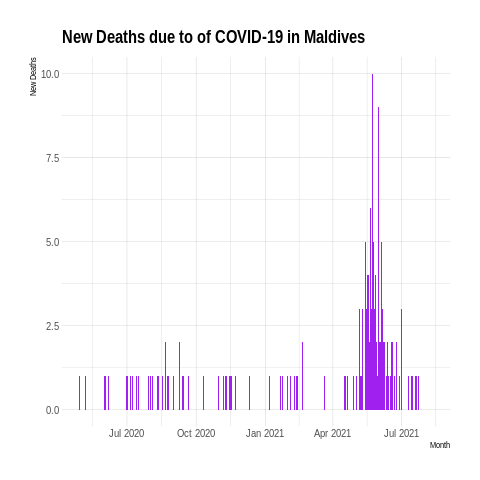 New Deaths due to of COVID-19 in Maldives
New Deaths
10.0
7.5
5.0
2.5
0.0
Jul 2020 Oct 2020 Jan 2021 Apr 2021 Jul 2021
Month